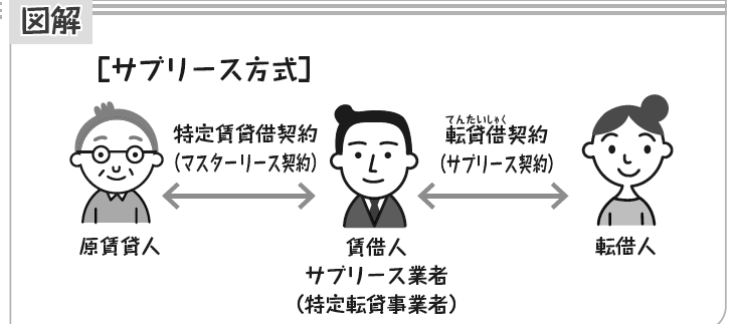 図解
[サブリース方式]
特定賃貸借契約
(マスターリース契約)
てんたいしゃく
転貸借契約
(サブリース契約)
原賃貸人
賃借人
サブリース業者
(特定転貸事業者)
転借人